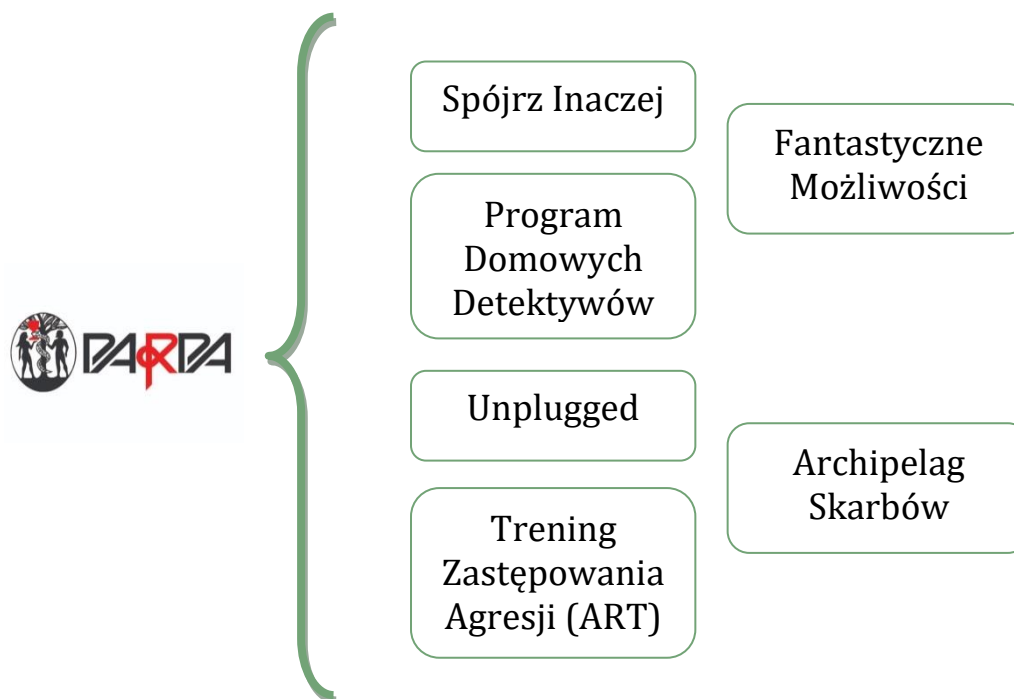 PARPA
Spójrz Inaczej
Program
Domowych
Detektywów
Unplugged
Trening
Zastępowania
Agresji (ART)
Fantastyczne
Możliwości
Archipelag
Skarbów